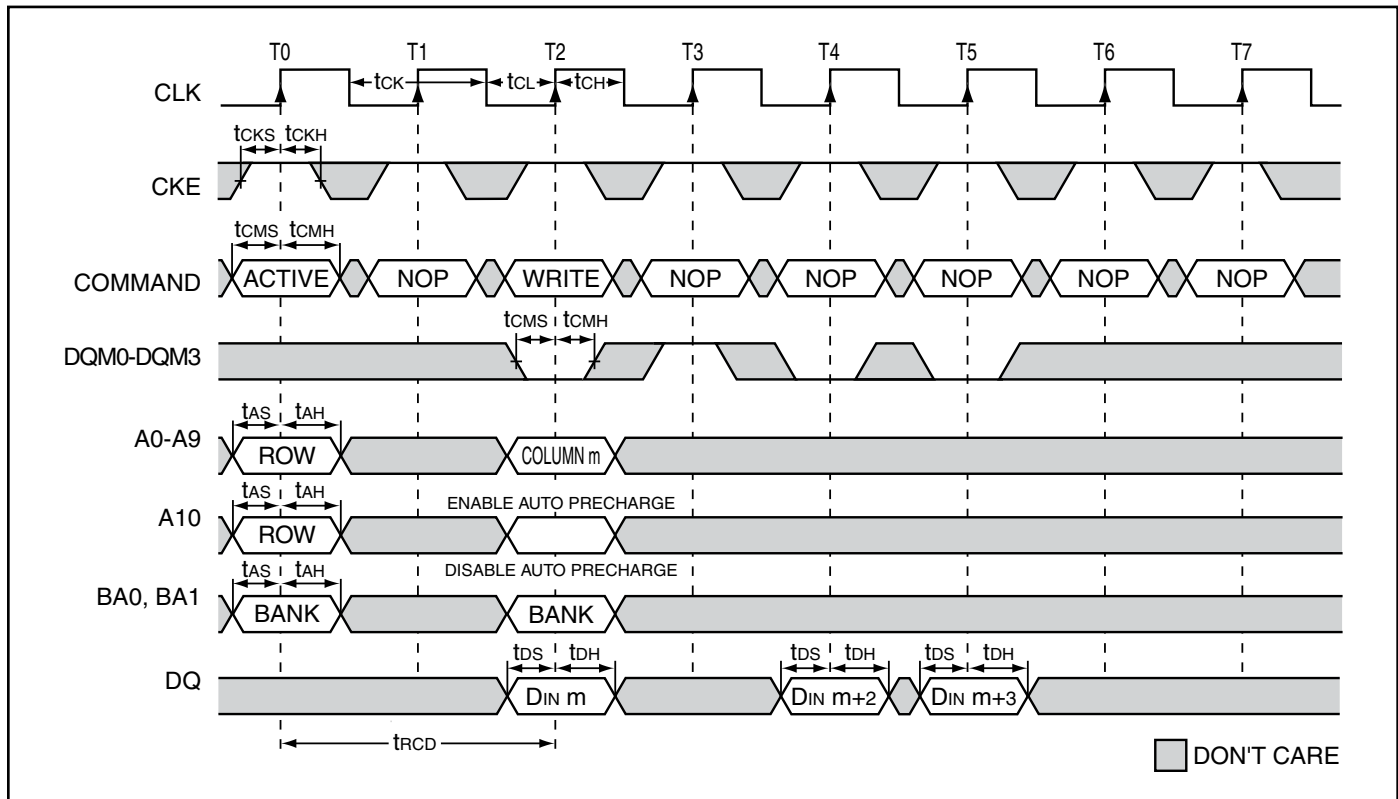 T0 T1 T2 T3 T4 T5 T6 T7
CLK
tCK tCL tCH
tCKS tCKH
CKE
tCMS tCMH
COMMAND ACTIVE NOP WRITE NOP NOP NOP NOP NOP
tCMS tCMH
DQM0-DQM3
tAS tAH
A0-A9 ROW COLUMN m
tAS tAH ENABLE AUTO PRECHARGE
A10 ROW
tAS tAH DISABLE AUTO PRECHARGE
BA0, BA1 BANK BANK
tDS tDH tDS tDH tDS tDH
DQ DIN m DIN m+2 DIN m+3
tRCD
DON'T CARE